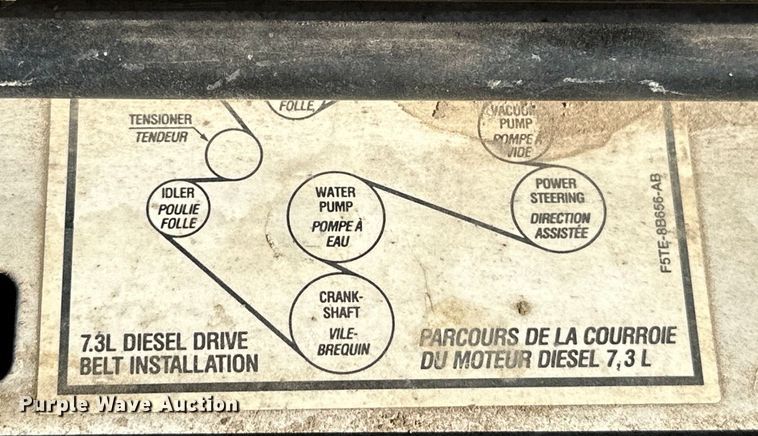 FOLLE
TENSIONER
TENDEUR
VACUUM
PUMP
POMPE À
VIDE
IDLER
POULIE
FOLLE
WATER
PUMP
POMPE À
EAU
POWER
STEERING
DIRECTION
ASSISTÉE
F5TE-8B656-AB
CRANK-
SHAFT
VILE-
BREQUIN
7.3L DIESEL DRIVE
BELT INSTALLATION
PARCOURS DE LA COURROIE
DU MOTEUR DIESEL 7,3 L
Purple Wave Auction